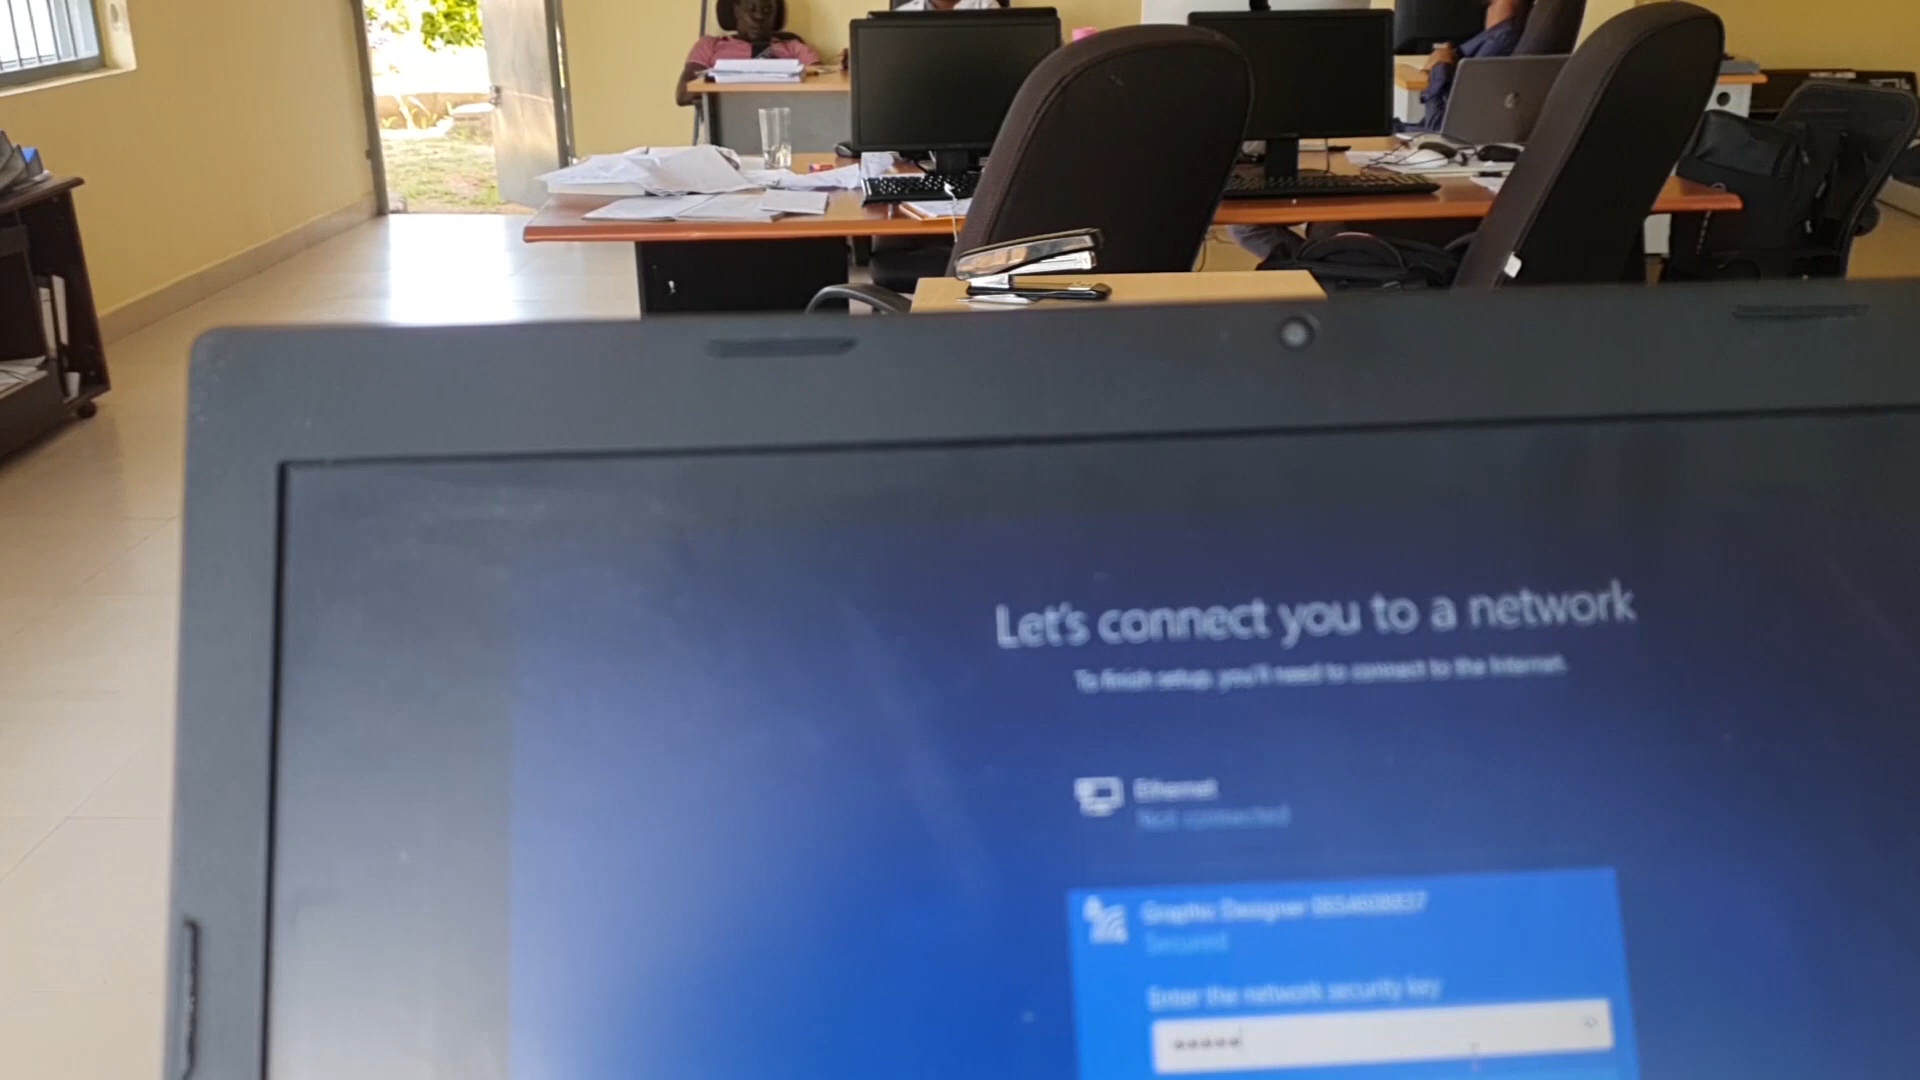 Let's connect you to a network
To finish setup, you'll need to connect to the Internet.
Ethernet
Not connected
Graphic Designer
Secured
Enter the network security key